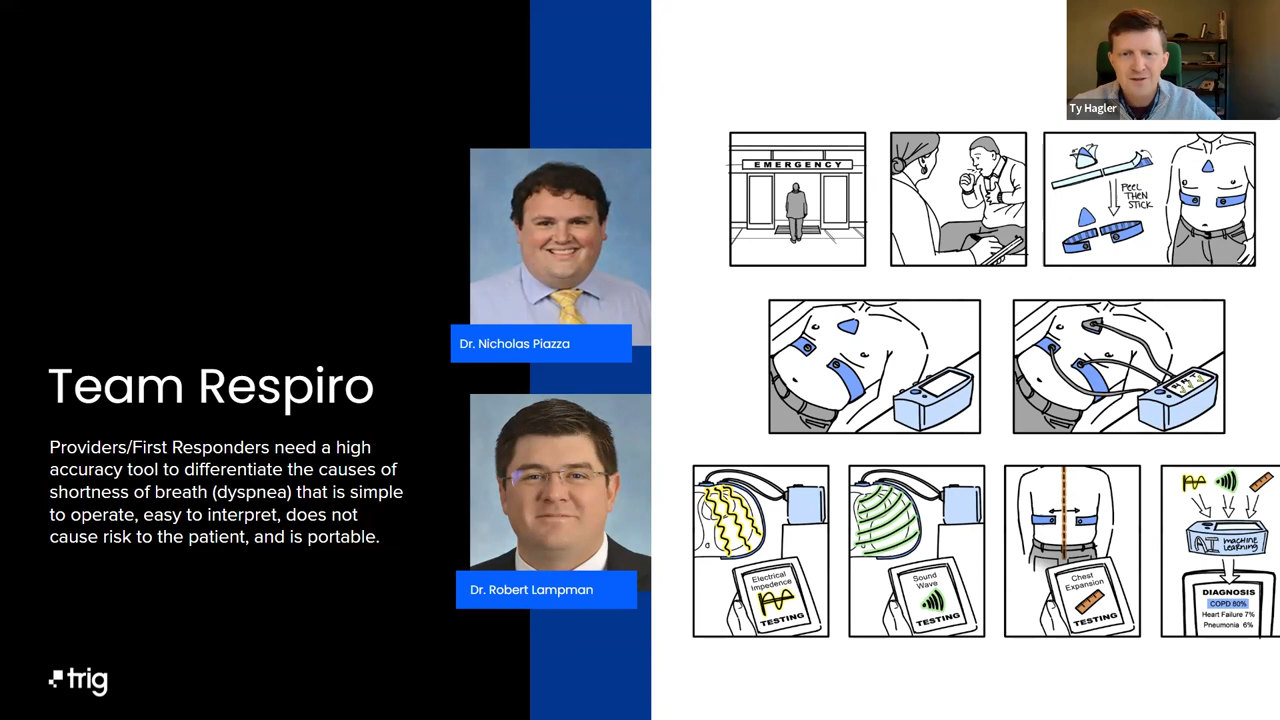 Ty Hagler
Dr. Nicholas Piazza
Team Respiro
Providers/First Responders need a high
accuracy tool to differentiate the causes of
shortness of breath (dyspnea) that is simple
to operate, easy to interpret, does not
cause risk to the patient, and is portable.
Dr. Robert Lampman
trig
EMERGENCY
PEEL
THEN
STICK
Electrical
Impedence
TESTING
Sound
Wave
TESTING
Chest
Expansion
TESTING
AI machine
learning
DIAGNOSIS
COPD 80%
Heart Failure 7%
Pneumonia 6%